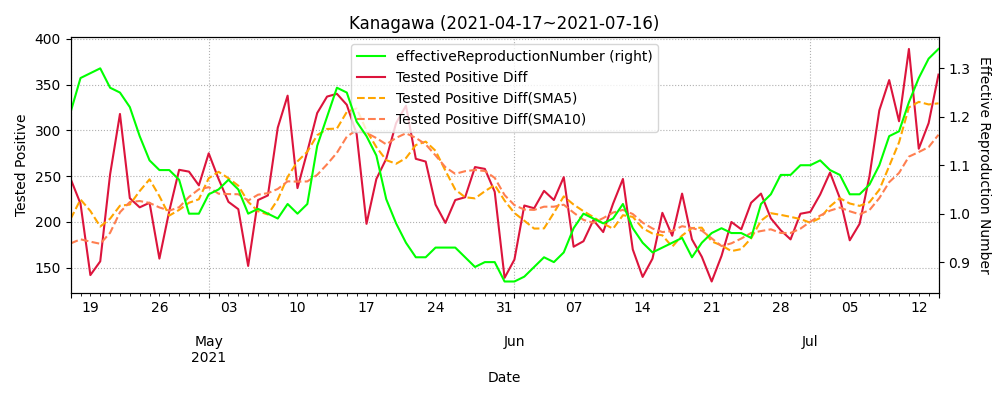 Kanagawa (2021-04-17~2021-07-16)
effectiveReproductionNumber (right)
Tested Positive Diff
Tested Positive Diff(SMA5)
Tested Positive Diff(SMA10)
Tested Positive
400
350
300
250
200
150
1.3
1.2
1.1
1.0
0.9
Effective Reproduction Number
19 26 03 10 17 24 31 07 14 21 28 05 12
May Jun Jul
2021
Date